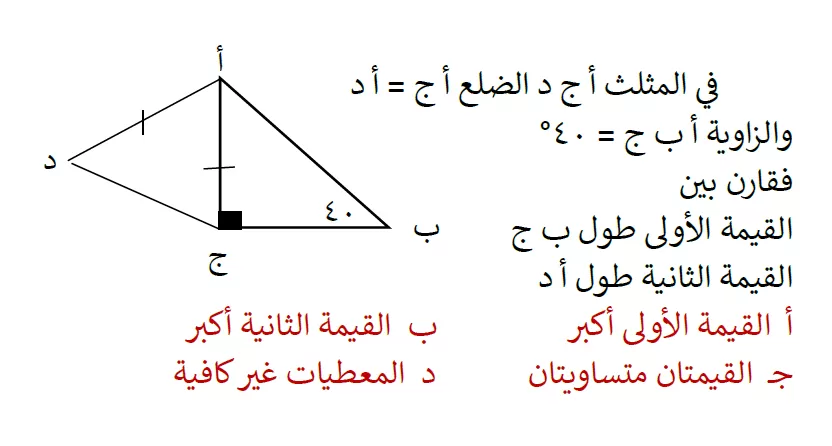 أ
في المثلث أ ج د الضلع أ ج = أ د
والزاوية أ ب ج = ٤٠°
د
فقارن بين
٤٠
القيمة الأولى طول ب ج
ب
ج
القيمة الثانية طول أ د
أ القيمة الأولى أكبر
ب القيمة الثانية أكبر
جـ القيمتان متساويتان
د المعطيات غير كافية